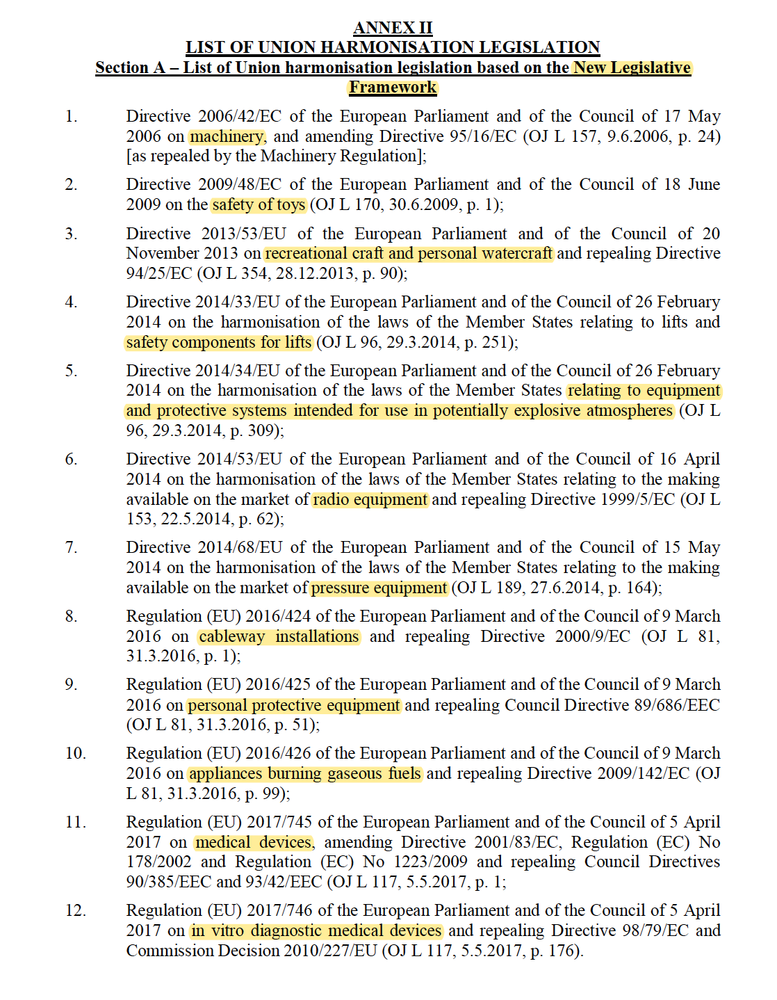 ANNEX II
LIST OF UNION HARMONISATION LEGISLATION
Section A – List of Union harmonisation legislation based on the New Legislative
Framework
1. Directive 2006/42/EC of the European Parliament and of the Council of 17 May
2006 on machinery, and amending Directive 95/16/EC (OJ L 157, 9.6.2006, p. 24)
[as repealed by the Machinery Regulation];
2. Directive 2009/48/EC of the European Parliament and of the Council of 18 June
2009 on the safety of toys (OJ L 170, 30.6.2009, p. 1);
3. Directive 2013/53/EU of the European Parliament and of the Council of 20
November 2013 on recreational craft and personal watercraft and repealing Directive
94/25/EC (OJ L 354, 28.12.2013, p. 90);
4. Directive 2014/33/EU of the European Parliament and of the Council of 26 February
2014 on the harmonisation of the laws of the Member States relating to lifts and
safety components for lifts (OJ L 96, 29.3.2014, p. 251);
5. Directive 2014/34/EU of the European Parliament and of the Council of 26 February
2014 on the harmonisation of the laws of the Member States relating to equipment
and protective systems intended for use in potentially explosive atmospheres (OJ L
96, 29.3.2014, p. 309);
6. Directive 2014/53/EU of the European Parliament and of the Council of 16 April
2014 on the harmonisation of the laws of the Member States relating to the making
available on the market of radio equipment and repealing Directive 1999/5/EC (OJ L
153, 22.5.2014, p. 62);
7. Directive 2014/68/EU of the European Parliament and of the Council of 15 May
2014 on the harmonisation of the laws of the Member States relating to the making
available on the market of pressure equipment (OJ L 189, 27.6.2014, p. 164);
8. Regulation (EU) 2016/424 of the European Parliament and of the Council of 9 March
2016 on cableway installations and repealing Directive 2000/9/EC (OJ L 81,
31.3.2016, p. 1);
9. Regulation (EU) 2016/425 of the European Parliament and of the Council of 9 March
2016 on personal protective equipment and repealing Council Directive 89/686/EEC
(OJ L 81, 31.3.2016, p. 51);
10. Regulation (EU) 2016/426 of the European Parliament and of the Council of 9 March
2016 on appliances burning gaseous fuels and repealing Directive 2009/142/EC (OJ
L 81, 31.3.2016, p. 99);
11. Regulation (EU) 2017/745 of the European Parliament and of the Council of 5 April
2017 on medical devices, amending Directive 2001/83/EC, Regulation (EC) No
178/2002 and Regulation (EC) No 1223/2009 and repealing Council Directives
90/385/EEC and 93/42/EEC (OJ L 117, 5.5.2017, p. 1;
12. Regulation (EU) 2017/746 of the European Parliament and of the Council of 5 April
2017 on in vitro diagnostic medical devices and repealing Directive 98/79/EC and
Commission Decision 2010/227/EU (OJ L 117, 5.5.2017, p. 176).